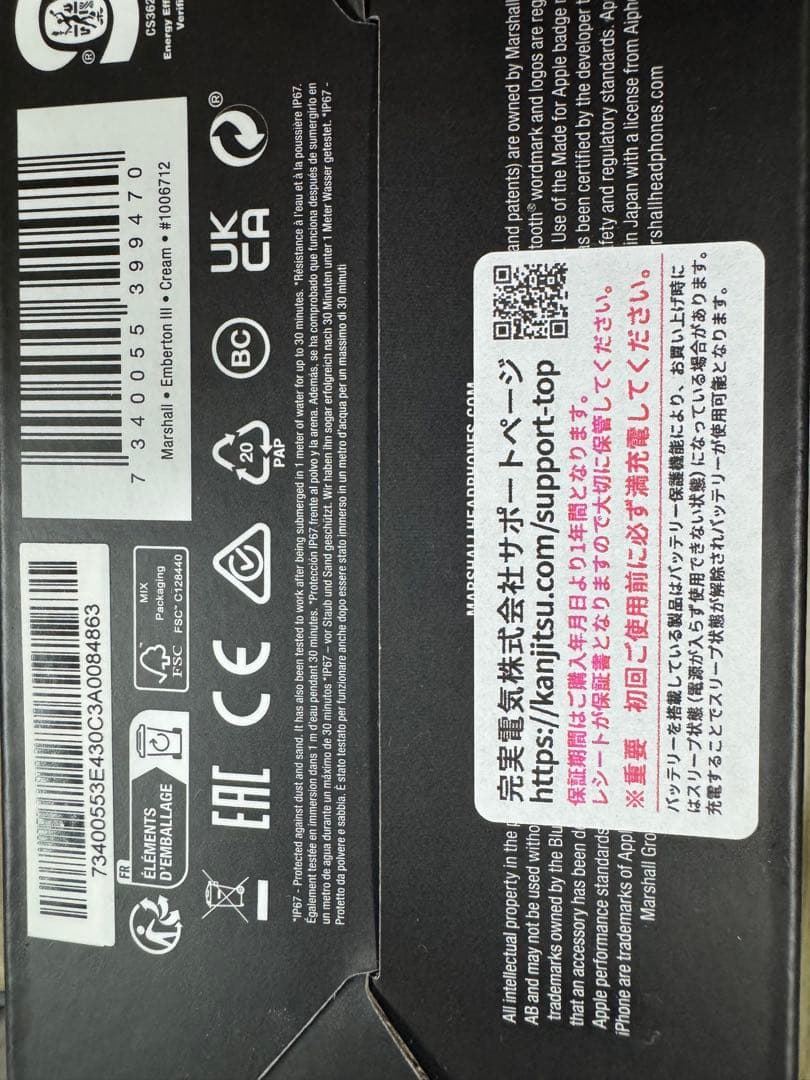 CS362
Energy Eff
Verifi
®
7 340055 399470
Marshall • Emberton III • Cream • #1006712
73400553E430C3A0084863
FSC
MIX
Packaging
FSC™ C128440
FR
ÉLÉMENTS
D'EMBALLAGE
EAC
CE
20
PAP
BC
UK
CA
®
*IP67 - Protected against dust and sand. It has also been tested to work after being submerged in 1 meter of water for up to 30 minutes. *Résistance à l'eau et à la poussière IP67.
Également testée en immersion dans 1 m d'eau pendant 30 minutes. *Protección IP67 frente al polvo y la arena. Además, se ha comprobado que funciona después de sumergirlo en
un metro de agua durante un máximo de 30 minutos *IP67 – vor Staub und Sand geschützt. Wir haben ihn sogar erfolgreich nach 30 Minuten unter 1 Meter Wasser getestet. *IP67 -
Protetto da polvere e sabbia. È stato testato per funzionare anche dopo essere stato immerso in un metro d'acqua per un massimo di 30 minuti
MARSHALLHEADPHONES.COM
完実電気株式会社サポートページ
https://kanjitsu.com/support-top
保証期間はご購入年月日より1年間となります。
レシートが保証書となりますので大切に保管してください。
※重要 初回ご使用前に必ず満充電してください。
バッテリーを搭載している製品はバッテリー保護機能により、お買い上げ時に
はスリープ状態(電源が入らず使用できない状態)になっている場合があります。
充電することでスリープ状態が解除されバッテリーが使用可能となります。
All intellectual property in the and patents) are owned by Marshall
AB and may not be used witho tooth® wordmark and logos are reg
trademarks owned by the Blu Use of the Made for Apple badge
that an accessory has been d s been certified by the developer
Apple performance standards fety and regulatory standards.
iPhone are trademarks of Appl in Japan with a license from Aiph
Marshall Gro rshallheadphones.com